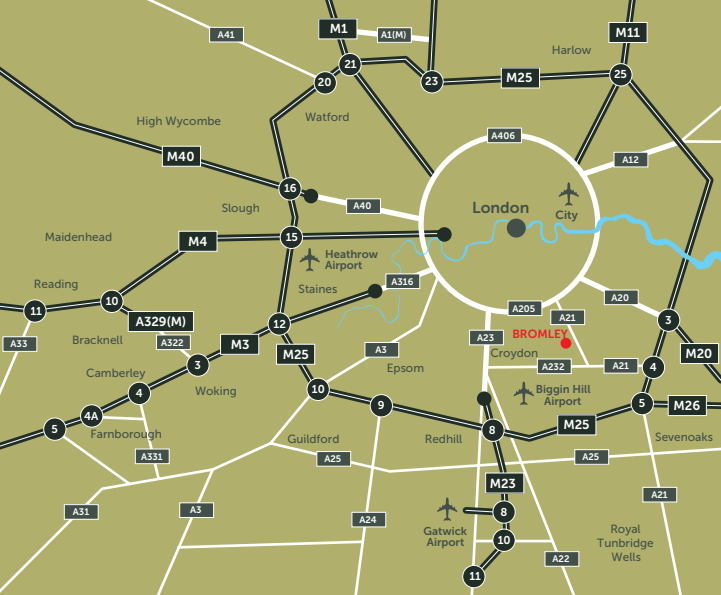 M1
M11
A41
A1(M)
Harlow
21
20
23
M25
25
High Wycombe
Watford
A406
M40
A12
16
A40
Slough
London
City
Maidenhead
M4
15
Heathrow
Airport
A316
Reading
Staines
10
11
A329(M)
A20
A205
A21
12
3
A33
Bracknell
A322
M3
A23
BROMLEY
M25
A3
Croydon
M20
3
Camberley
Epsom
A232
A21
4
Woking
10
Biggin Hill
Airport
4
9
5
M26
4A
5
Farnborough
Guildford
Redhill
8
M25
Sevenoaks
A331
A25
A25
M23
A21
A31
A3
A24
8
Gatwick
Airport
10
A22
Royal
Tunbridge
Wells
11